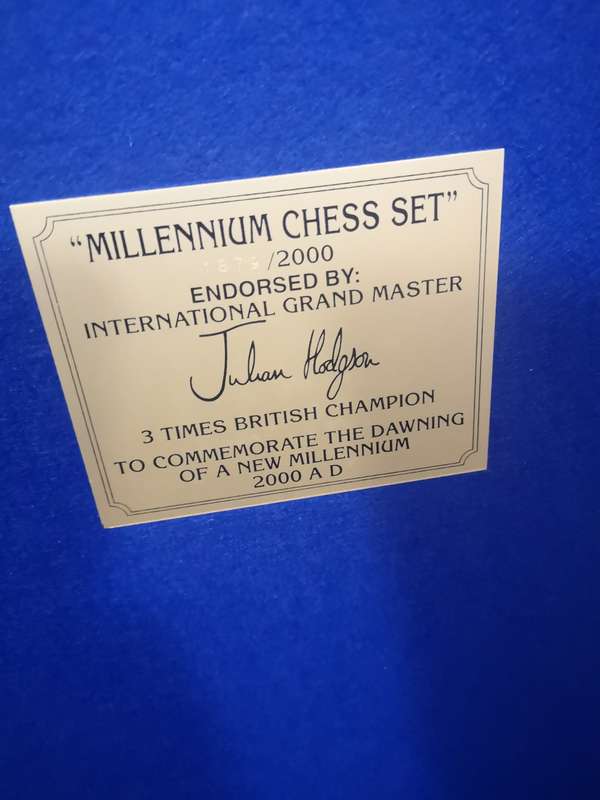 "MILLENNIUM CHESS SET"
/2000
ENDORSED BY:
INTERNATIONAL GRAND MASTER
Julian Hodgson
3 TIMES BRITISH CHAMPION
TO COMMEMORATE THE DAWNING
OF A NEW MILLENNIUM
2000 A D